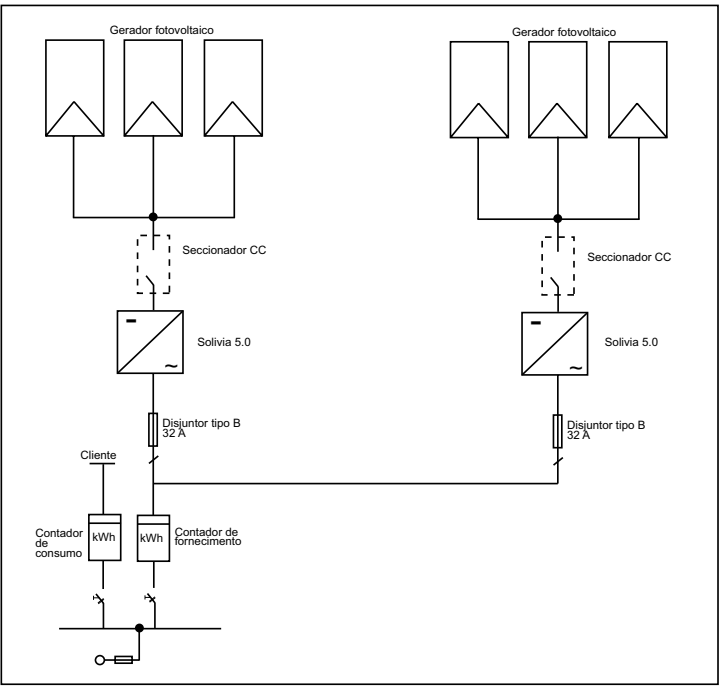 Gerador fotovoltaico
Gerador fotovoltaico
Seccionador CC
Seccionador CC
Solivia 5.0
Solivia 5.0
Disjuntor tipo B
32 A
Disjuntor tipo B
32 A
Cliente
Contador
de
consumo
kWh
kWh
Contador de
fornecimento